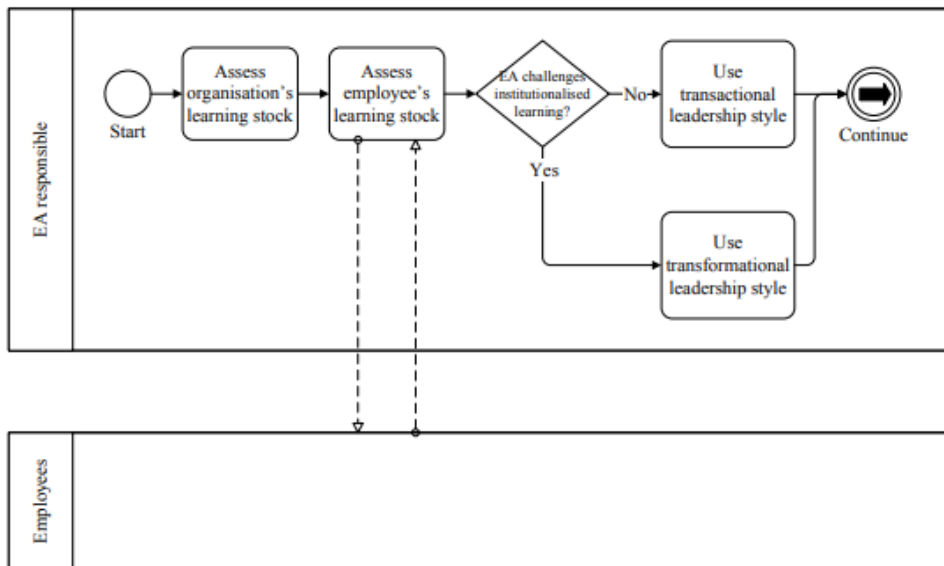 EA responsible
Start
Assess
organisation's
learning stock
Assess
employee's
learning stock
EA challenges
institutionalised
learning?
No
Yes
Use
transactional
leadership style
Use
transformational
leadership style
Continue
Employees